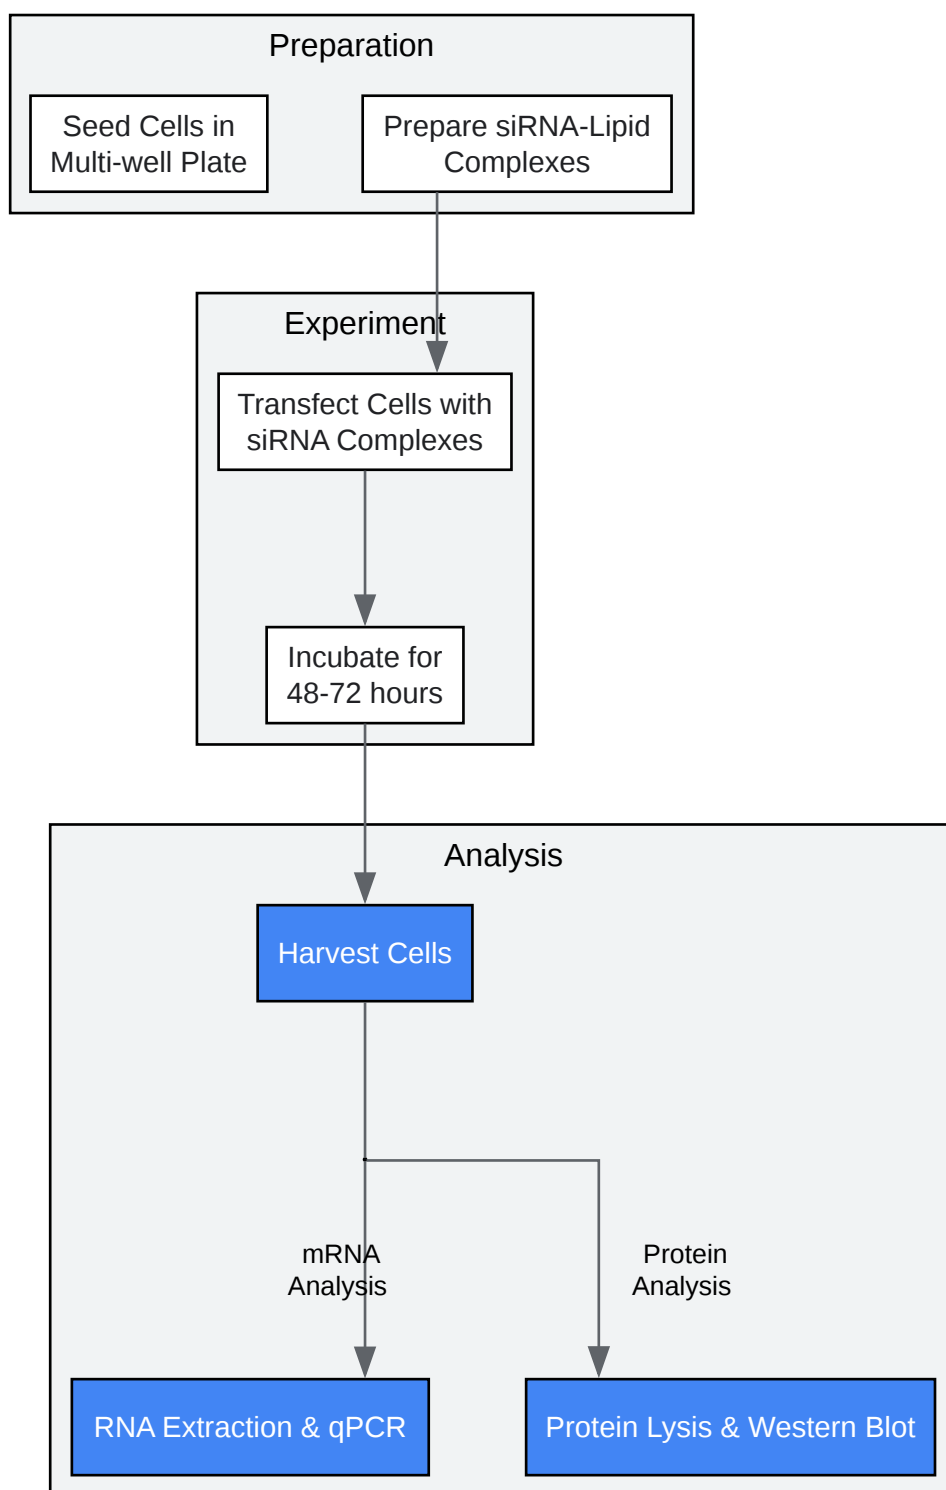 Preparation
Seed Cells in
Multi-well Plate
Prepare siRNA-Lipid
Complexes
Experiment
Transfect Cells with
siRNA Complexes
Incubate for
48-72 hours
Analysis
Harvest Cells
mRNA
Analysis
Protein
Analysis
RNA Extraction & qPCR
Protein Lysis & Western Blot